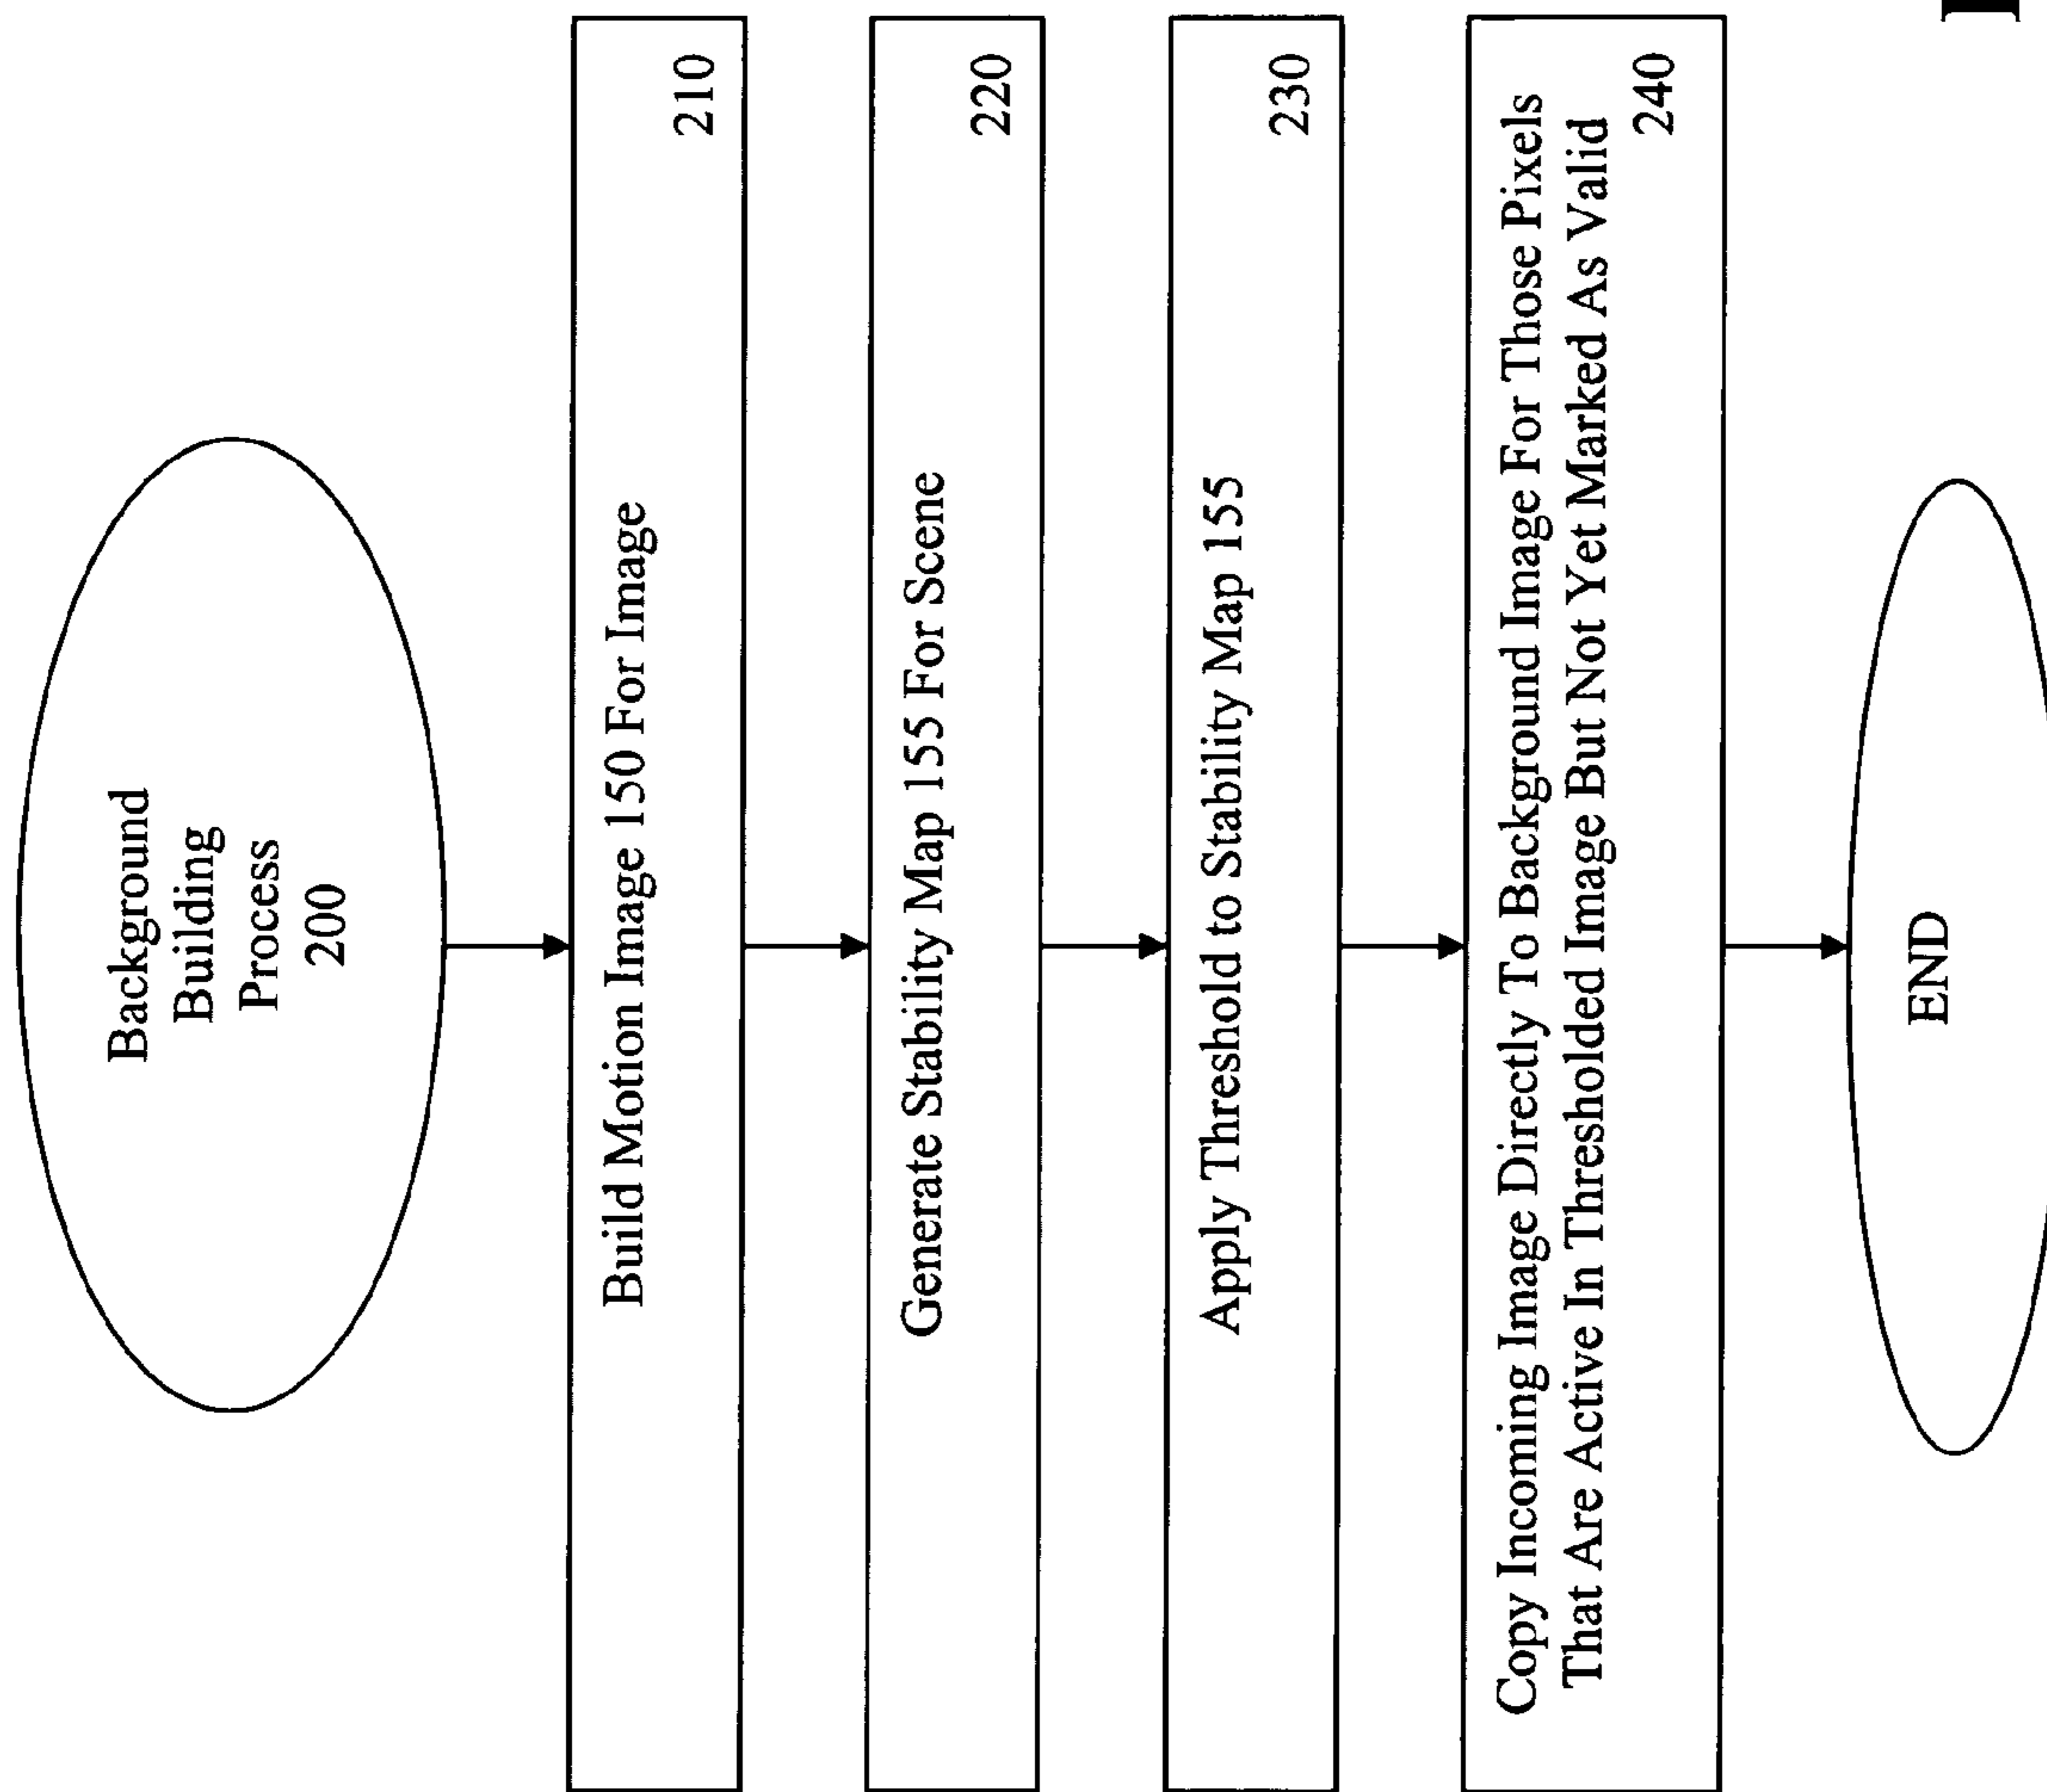 Background
Building
Process
200
Build Motion Image 150 For Image
210
Generate Stability Map 155 For Scene
220
Apply Threshold to Stability Map 155
230
Copy Incoming Image Directly To Background Image For Those Pixels
That Are Active In Thresholded Image But Not Yet Marked As Valid
240
END